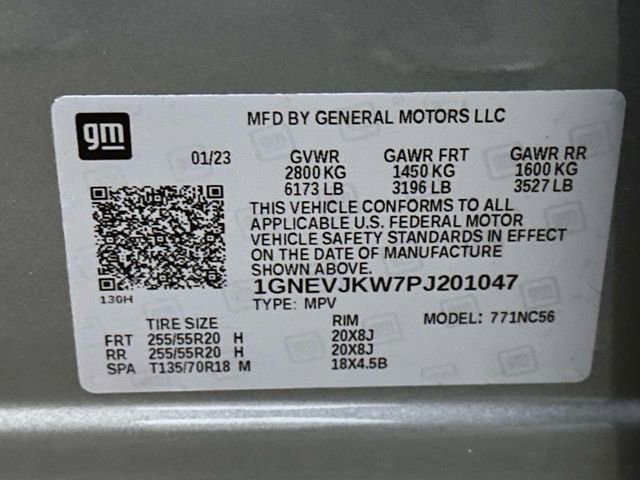 gm
MFD BY GENERAL MOTORS LLC
01/23 GVWR GAWR FRT GAWR RR
2800 KG 1450 KG 1600 KG
6173 LB 3196 LB 3527 LB
THIS VEHICLE CONFORMS TO ALL
APPLICABLE U.S. FEDERAL MOTOR
VEHICLE SAFETY STANDARDS IN EFFECT
ON THE DATE OF MANUFACTURE
SHOWN ABOVE.
1GNEVJKW7PJ201047
13GH
TYPE: MPV
TIRE SIZE RIM MODEL: 771NC56
FRT 255/55R20 H 20X8J
RR 255/55R20 H 20X8J
SPA T135/70R18 M 18X4.5B